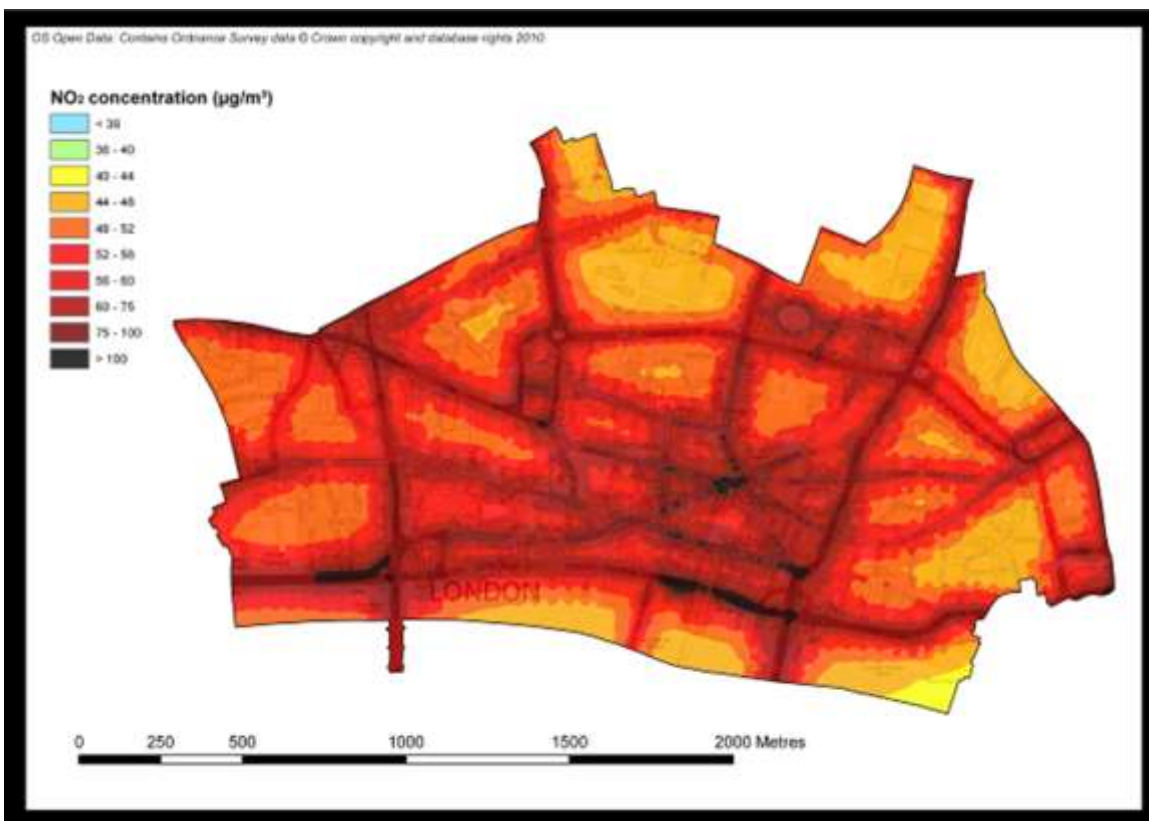 OS Open Data: Contains Ordnance Survey data © Crown copyright and database rights 2010
NO₂ concentration (µg/m³)
< 36
36 - 40
40 - 44
44 - 48
48 - 52
52 - 56
56 - 60
60 - 75
75 - 100
> 100
LONDON
0 250 500 1000 1500 2000 Metres